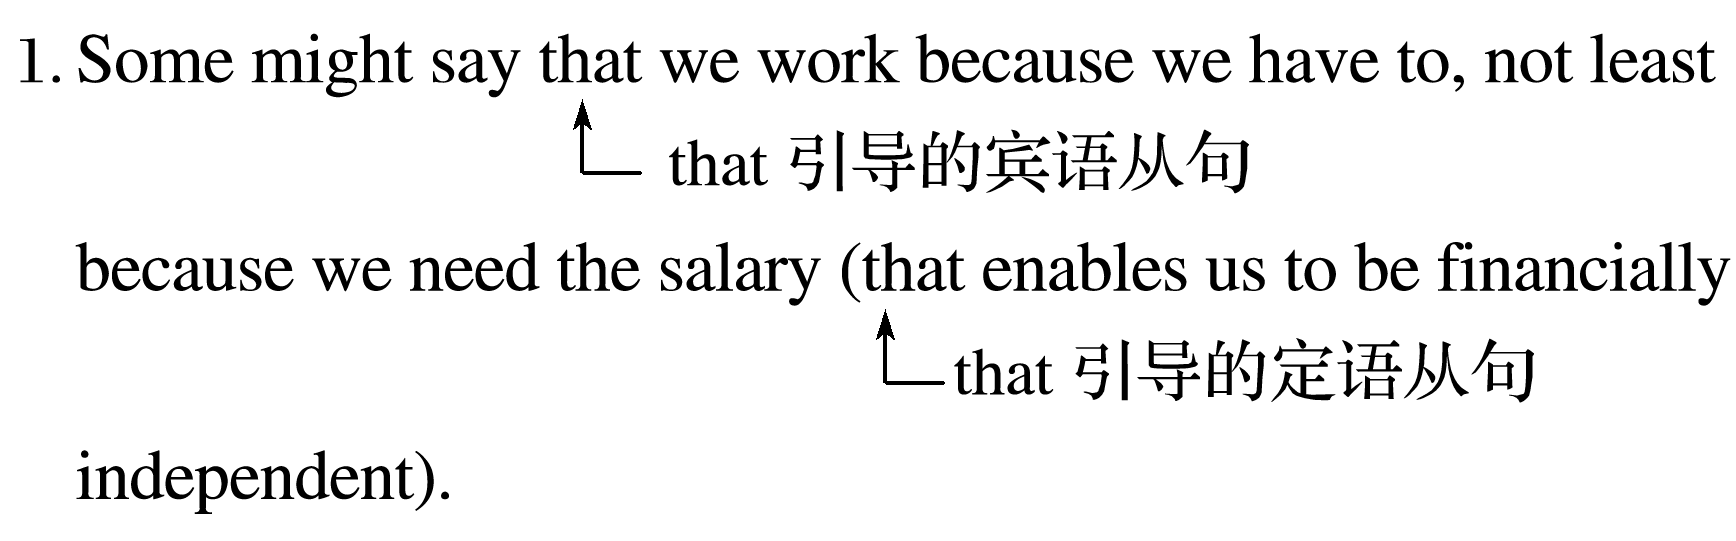 1. Some might say that we work because we have to, not least
that 引导的宾语从句
because we need the salary (that enables us to be financially
that 引导的定语从句
independent).